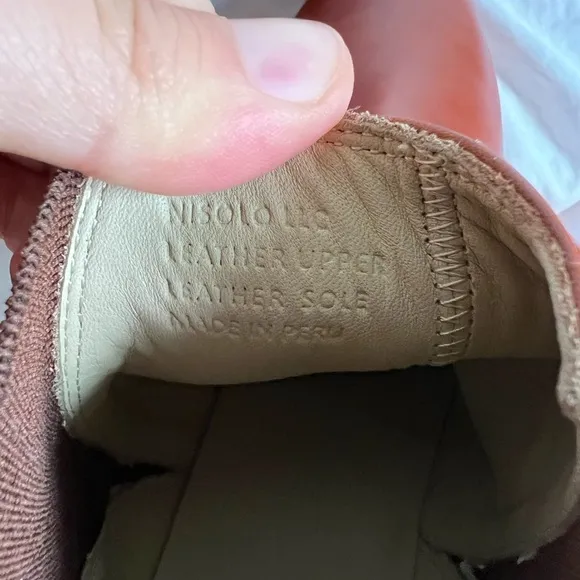 NISOLO LLC
LEATHER UPPER
LEATHER SOLE
MADE IN PERU